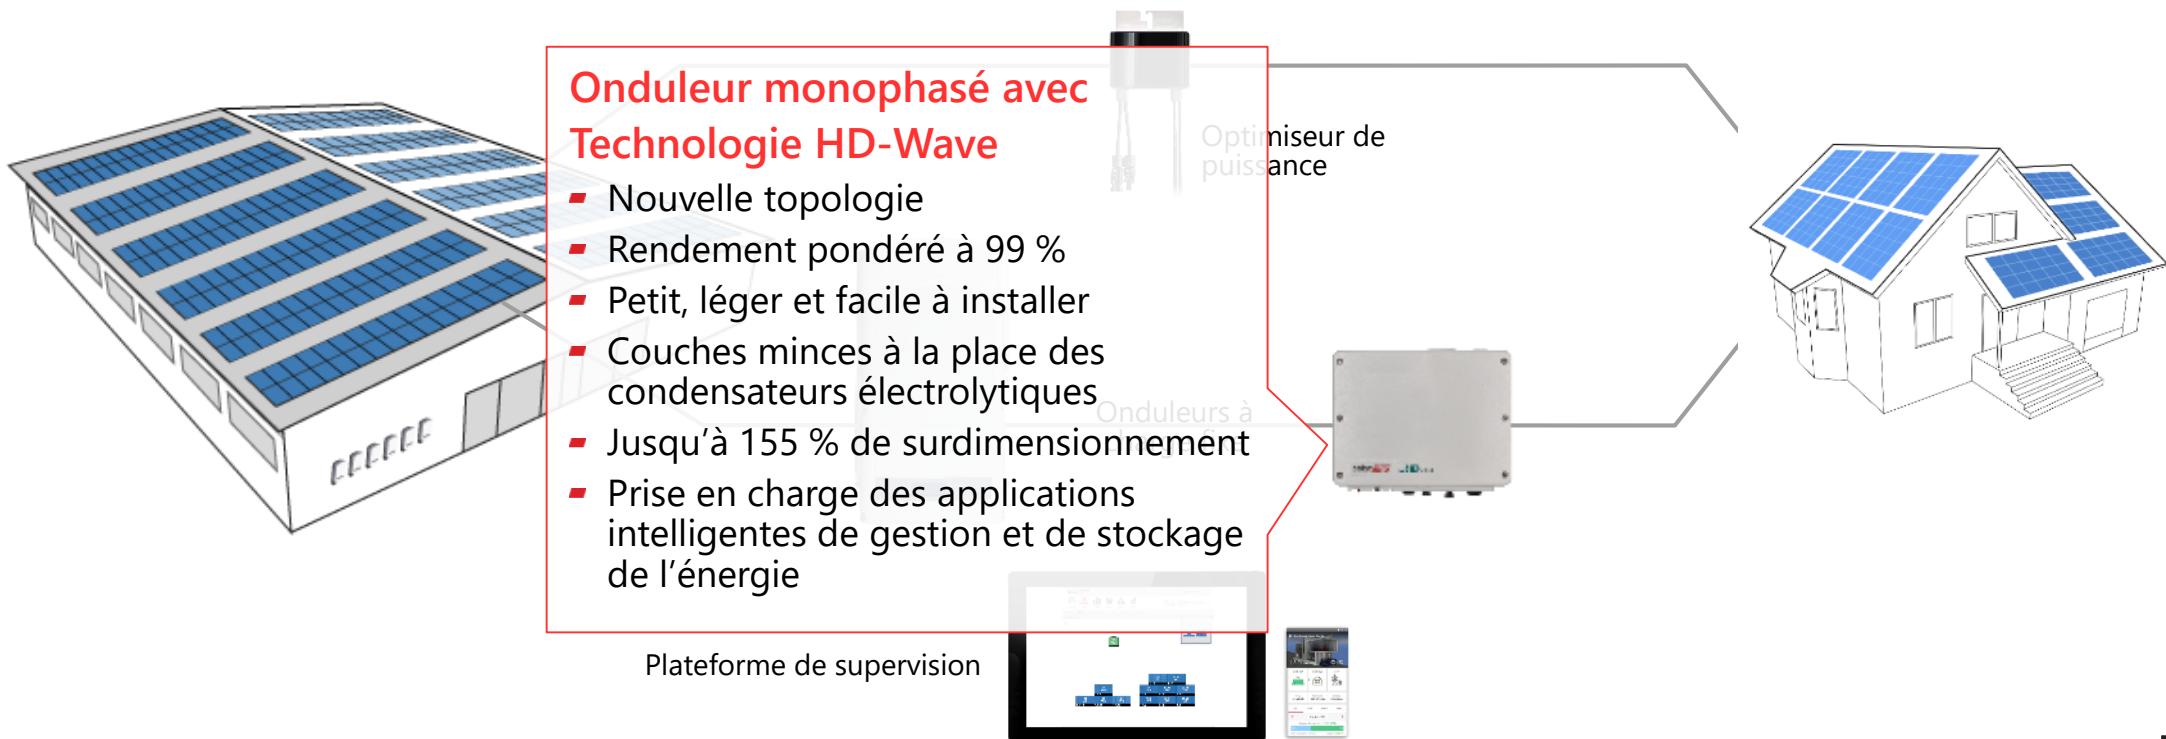 Onduleur monophasé avec
Technologie HD-Wave
Nouvelle topologie
Rendement pondéré à 99 %
Petit, léger et facile à installer
Couches minces à la place des
condensateurs électrolytiques
Jusqu’à 155 % de surdimensionnement
Prise en charge des applications
intelligentes de gestion et de stockage
de l’énergie
Optimiseur de
puissance
Onduleurs à
Plateforme de supervision